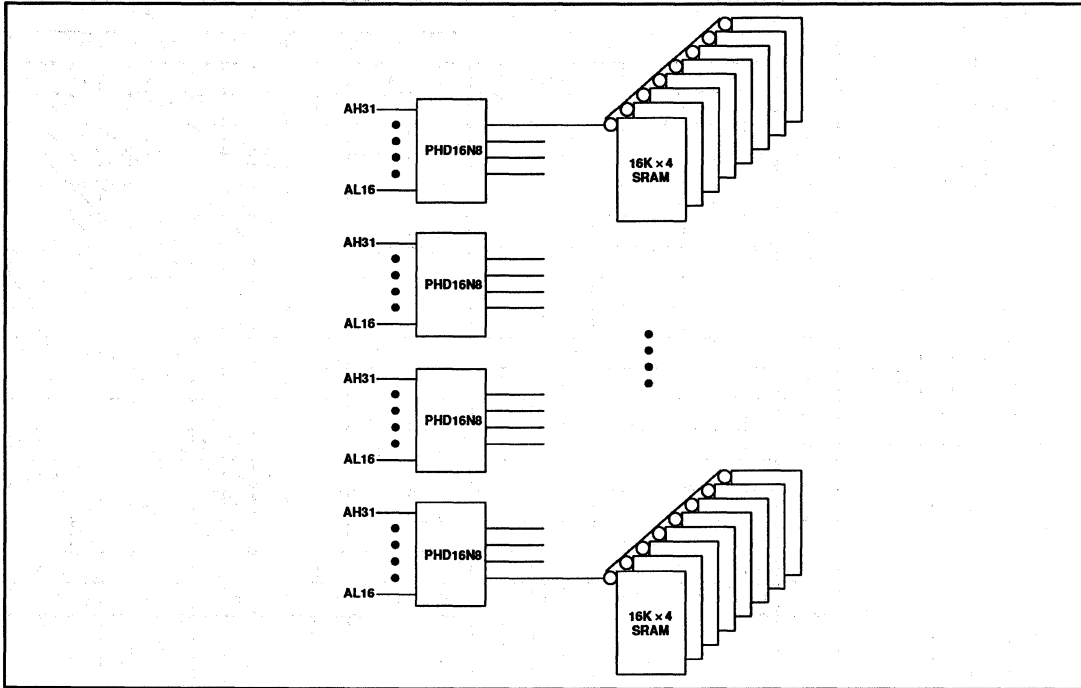 AH31
PHD16N8
AL16
16K × 4
SRAM
AH31
PHD16N8
AL16
AH31
PHD16N8
AL16
AH31
PHD16N8
AL16
16K × 4
SRAM